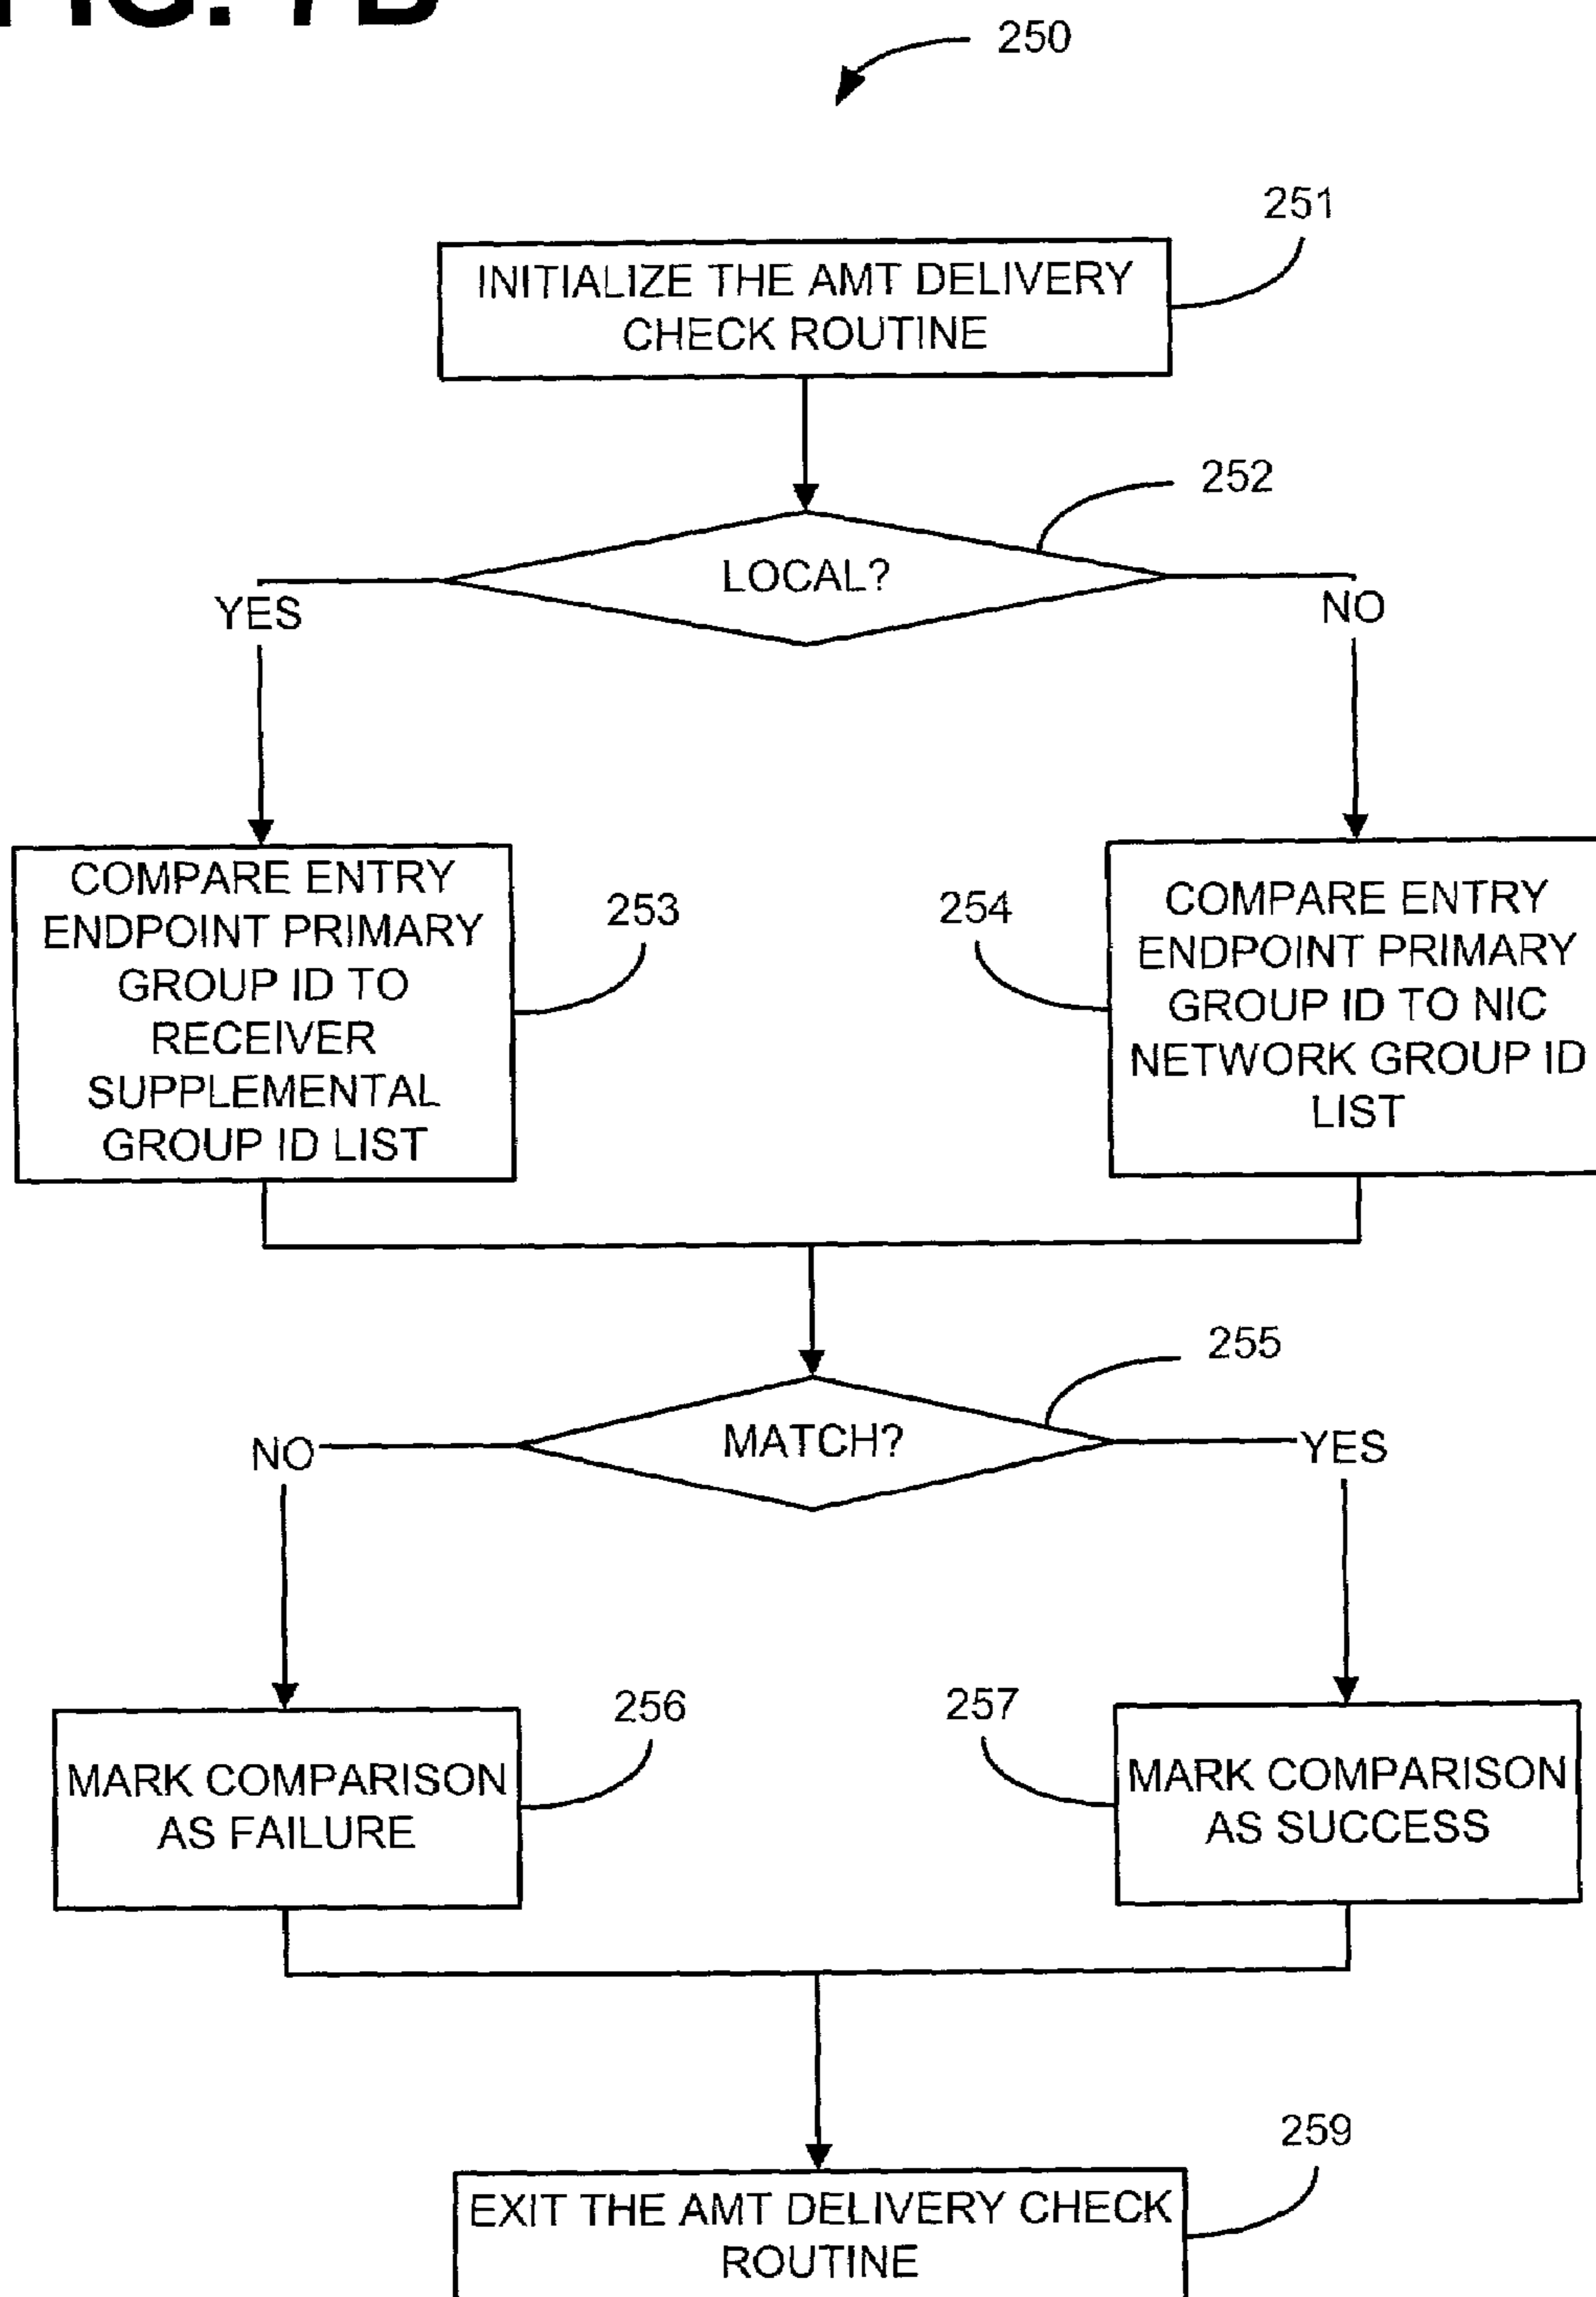 FIG. 7B
250
251
INITIALIZE THE AMT DELIVERY
CHECK ROUTINE
252
LOCAL?
YES
NO
COMPARE ENTRY
ENDPOINT PRIMARY
GROUP ID TO
RECEIVER
SUPPLEMENTAL
GROUP ID LIST
253
254
COMPARE ENTRY
ENDPOINT PRIMARY
GROUP ID TO NIC
NETWORK GROUP ID
LIST
255
MATCH?
NO
YES
256
257
MARK COMPARISON
AS FAILURE
MARK COMPARISON
AS SUCCESS
259
EXIT THE AMT DELIVERY CHECK
ROUTINE